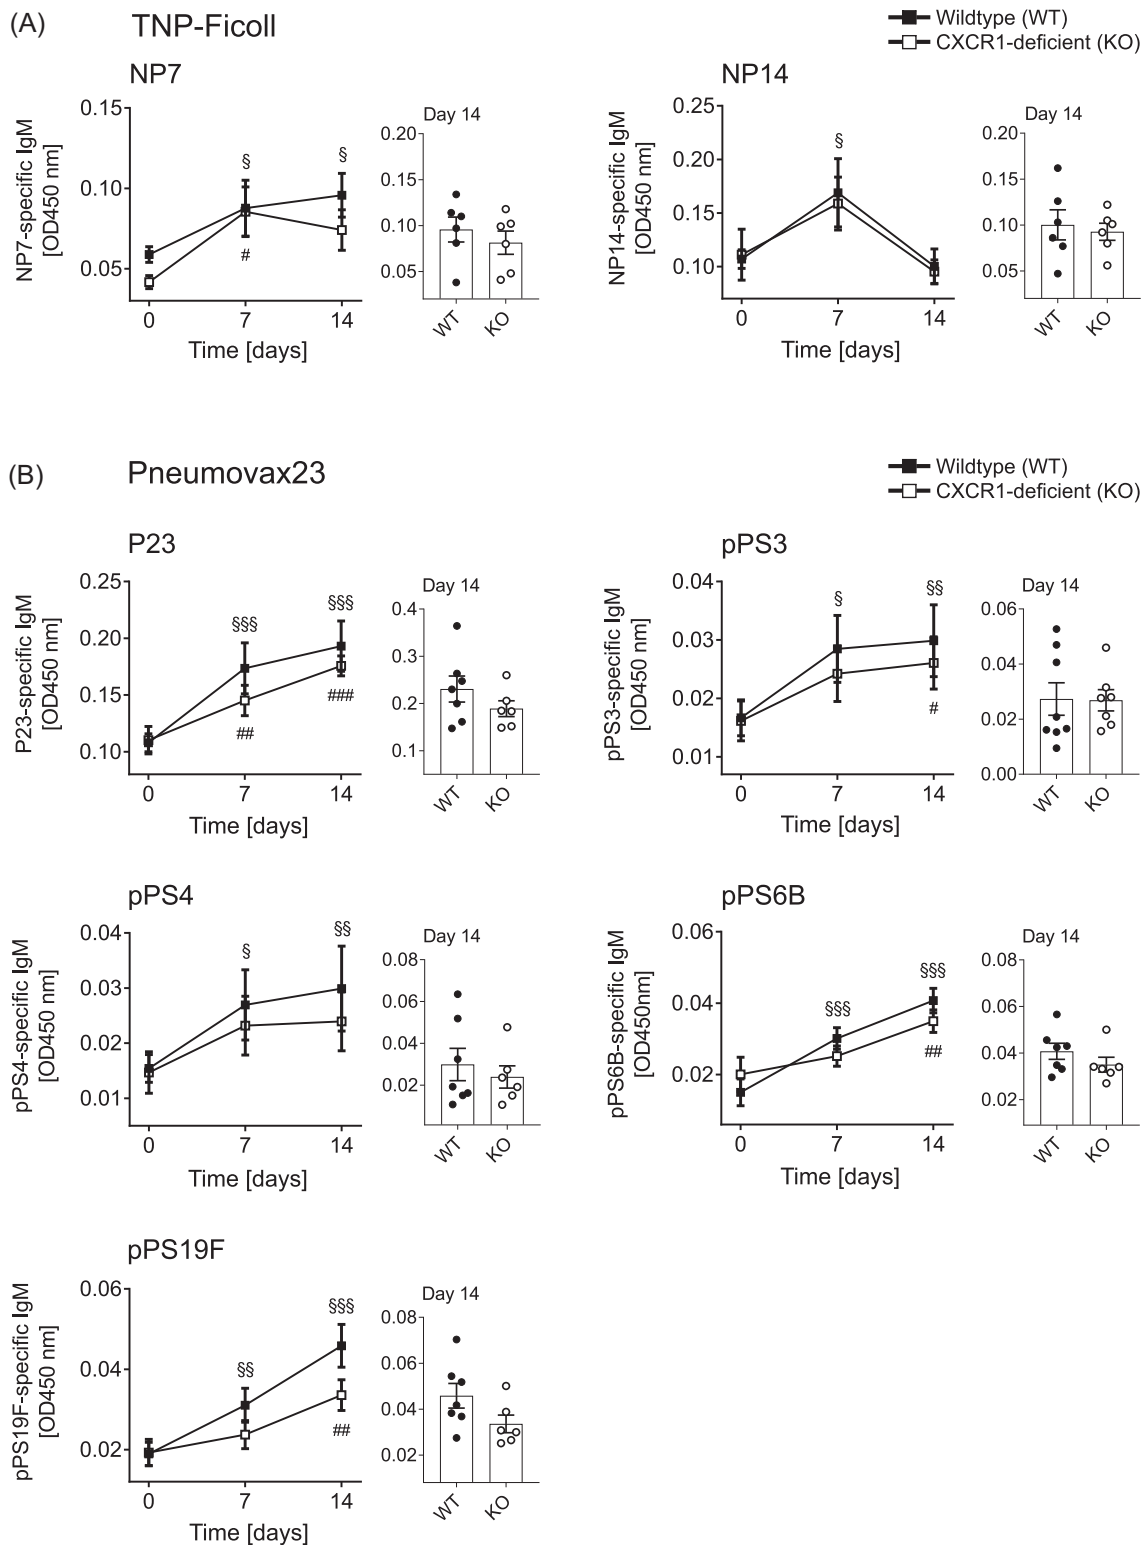 (A) TNP-Ficoll
Wildtype (WT)
CXCR1-deficient (KO)
NP7
NP7-specific IgM
[OD450 nm]
0.15
0.10
0.05
§ §
#
0 7 14
Time [days]
Day 14
0.20
0.15
0.10
0.05
WT KO
NP14
NP14-specific IgM
[OD450 nm]
0.25
0.20
0.15
0.10
§
0 7 14
Time [days]
Day 14
0.20
0.15
0.10
0.05
WT KO
(B) Pneumovax23
Wildtype (WT)
CXCR1-deficient (KO)
P23
P23-specific IgM
[OD450 nm]
0.25
0.20
0.15
0.10
§§§ §§§
## ###
0 7 14
Time [days]
Day 14
0.4
0.3
0.2
0.1
WT KO
pPS3
pPS3-specific IgM
[OD450 nm]
0.04
0.03
0.02
0.01
§ §§
#
0 7 14
Time [days]
Day 14
0.06
0.04
0.02
0.00
WT KO
pPS4
pPS4-specific IgM
[OD450 nm]
0.04
0.03
0.02
0.01
§ §§
0 7 14
Time [days]
Day 14
0.08
0.06
0.04
0.02
WT KO
pPS6B
pPS6B-specific IgM
[OD450nm]
0.06
0.04
0.02
§§§ §§§
##
0 7 14
Time [days]
Day 14
0.08
0.06
0.04
0.02
WT KO
pPS19F
pPS19F-specific IgM
[OD450 nm]
0.06
0.04
0.02
§§ §§§
##
0 7 14
Time [days]
Day 14
0.08
0.06
0.04
0.02
WT KO